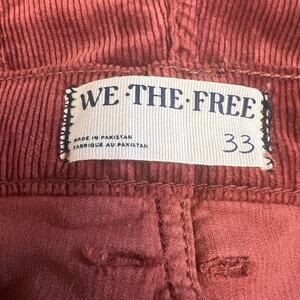 WE·THE·FREE
MADE IN PAKISTAN
FABRIQUÉ AU PAKISTAN
33